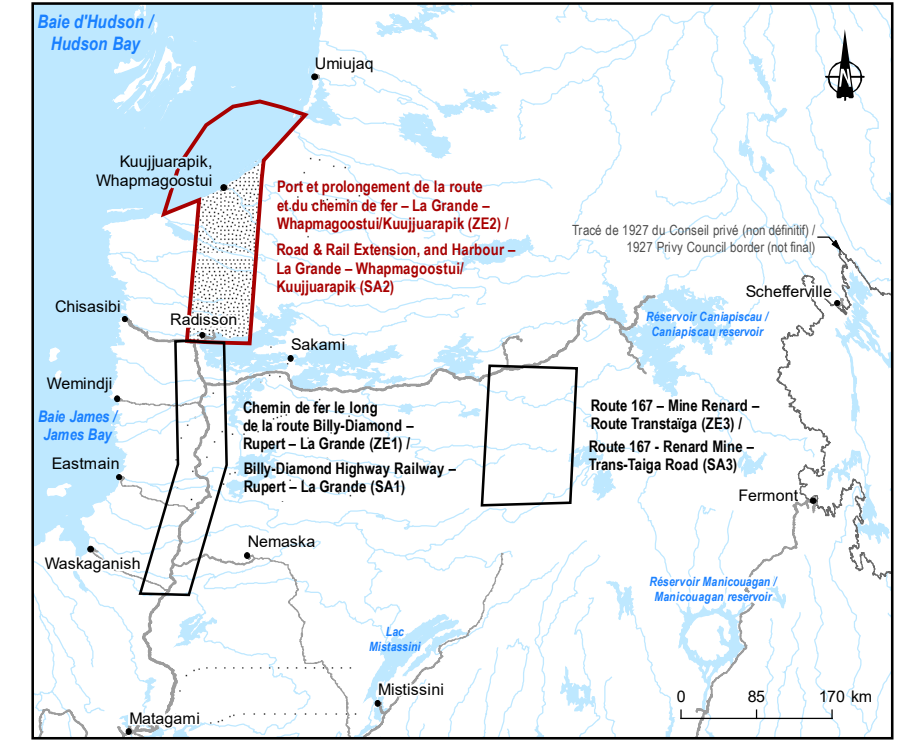 Baie d'Hudson /
Hudson Bay
Umiujaq
N
Kuujjuarapik,
Whapmagoostui
Port et prolongement de la route
et du chemin de fer – La Grande –
Whapmagoostui/Kuujjuarapik (ZE2) /
Road & Rail Extension, and Harbour –
La Grande – Whapmagoostui/
Kuujjuarapik (SA2)
Tracé de 1927 du Conseil privé (non définitif) /
1927 Privy Council border (not final)
Schefferville
Chisasibi
Radisson
Réservoir Caniapiscau /
Caniapiscau reservoir
Sakami
Wemindji
Baie James /
James Bay
Chemin de fer le long
de la route Billy-Diamond –
Rupert – La Grande (ZE1) /
Billy-Diamond Highway Railway –
Rupert – La Grande (SA1)
Route 167 – Mine Renard –
Route Transtaïga (ZE3) /
Route 167 - Renard Mine –
Trans-Taiga Road (SA3)
Eastmain
Fermont
Nemaska
Waskaganish
Réservoir Manicouagan /
Manicouagan reservoir
Lac
Mistassini
Mistissini
Matagami
0 85 170 km